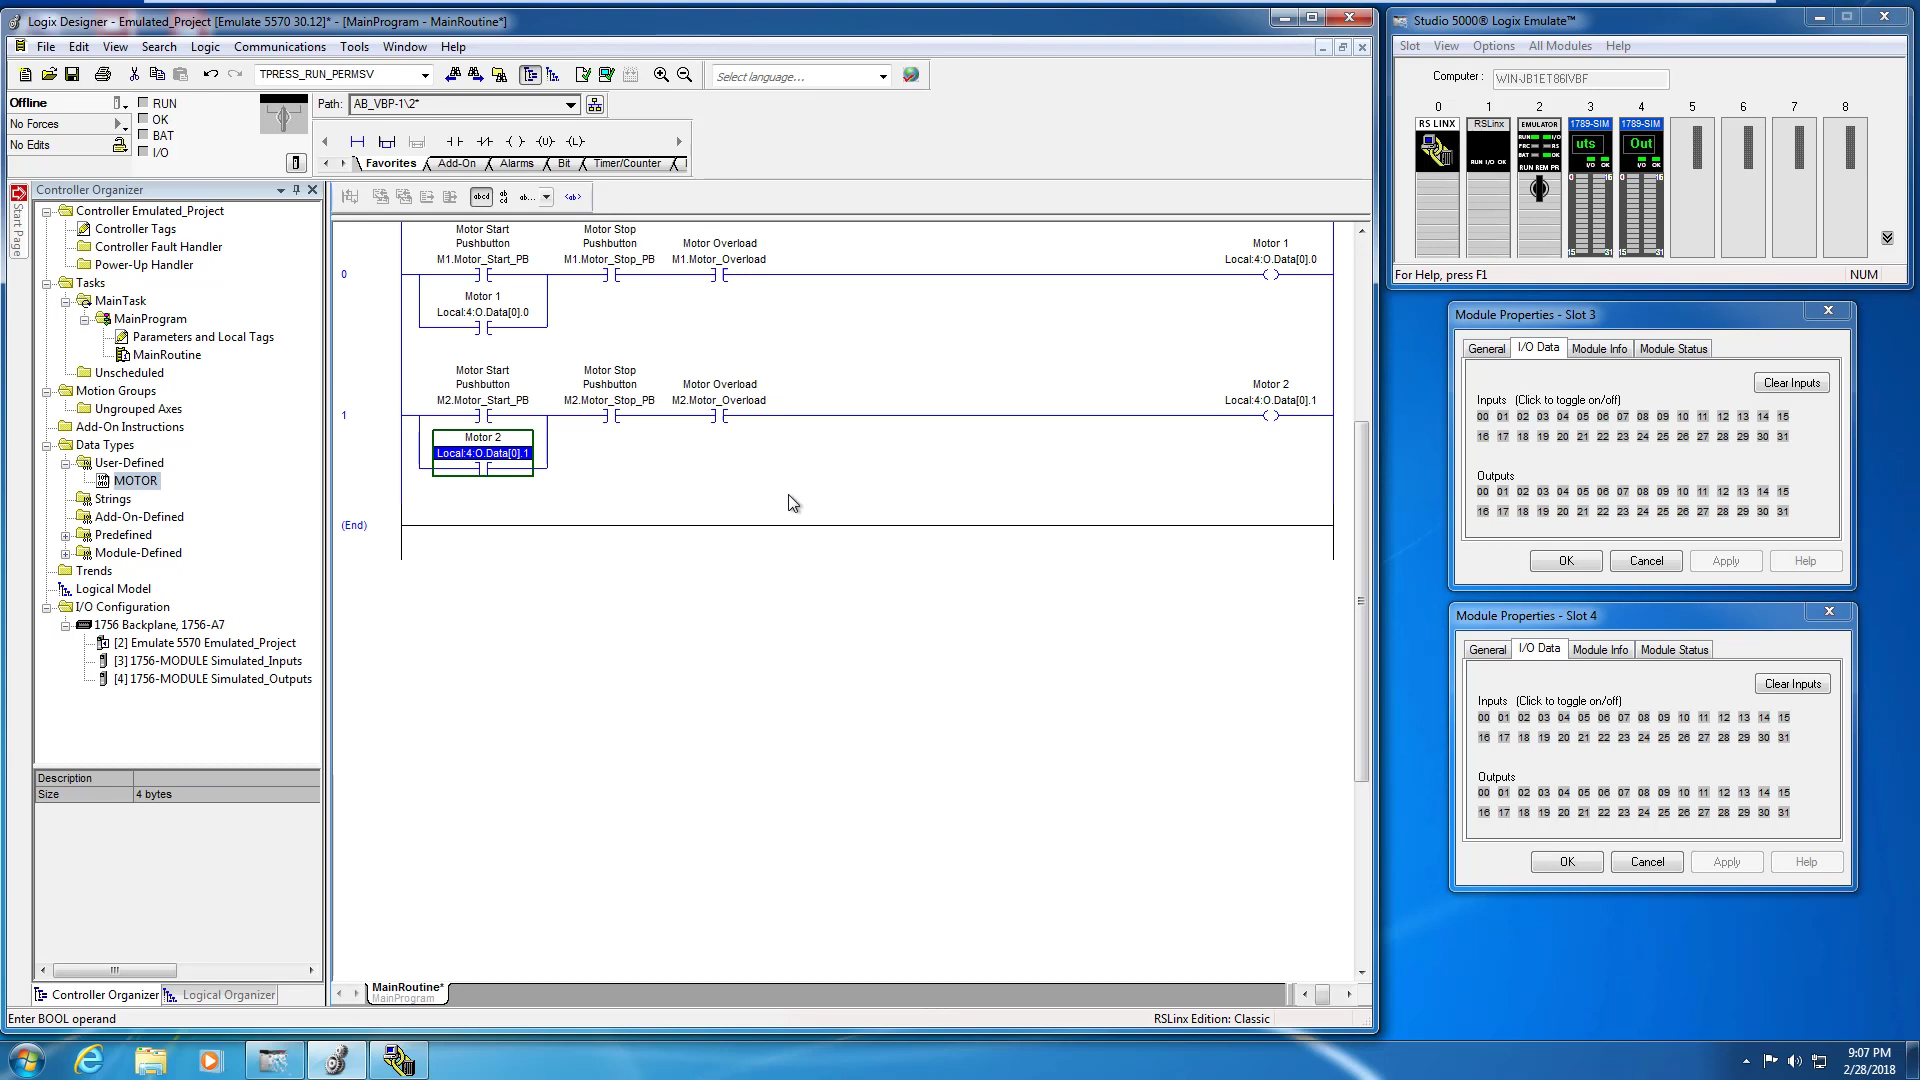 Logix Designer - Emulated_Project [Emulate 5570 30.12]* - [MainProgram - MainRoutine*]
File Edit View Search Logic Communications Tools Window Help
TPRESS_RUN_PERMSV
Select language...
Offline
No Forces
No Edits
RUN
OK
BAT
I/O
Path: AB_VBP-1\2*
Favorites Add-On Alarms Bit Timer/Counter
Start Page
Controller Organizer
Controller Emulated_Project
Controller Tags
Controller Fault Handler
Power-Up Handler
Tasks
MainTask
MainProgram
Parameters and Local Tags
MainRoutine
Unscheduled
Motion Groups
Ungrouped Axes
Add-On Instructions
Data Types
User-Defined
MOTOR
Strings
Add-On-Defined
Predefined
Module-Defined
Trends
Logical Model
I/O Configuration
1756 Backplane, 1756-A7
[2] Emulate 5570 Emulated_Project
[3] 1756-MODULE Simulated_Inputs
[4] 1756-MODULE Simulated_Outputs
Description
Size 4 bytes
Controller Organizer Logical Organizer
Enter BOOL operand
RSLinx Edition: Classic
Motor Start Pushbutton
M1.Motor_Start_PB
Motor Stop Pushbutton
M1.Motor_Stop_PB
Motor Overload
M1.Motor_Overload
Motor 1
Local:4:O.Data[0].0
0
Motor 1
Local:4:O.Data[0].0
Motor Start Pushbutton
M2.Motor_Start_PB
Motor Stop Pushbutton
M2.Motor_Stop_PB
Motor Overload
M2.Motor_Overload
Motor 2
Local:4:O.Data[0].1
1
Motor 2
Local:4:O.Data[0].1
(End)
MainRoutine*
MainProgram
Studio 5000® Logix Emulate™
Slot View Options All Modules Help
Computer : WIN-JB1ET86IVBF
0 1 2 3 4 5 6 7 8
RS LINX
RSLinx
RUN I/O OK
EMULATOR
RUN REM PR
1789-SIM
uts
1789-SIM
Out
For Help, press F1
NUM
Module Properties - Slot 3
General I/O Data Module Info Module Status
Clear Inputs
Inputs (Click to toggle on/off)
00 01 02 03 04 05 06 07 08 09 10 11 12 13 14 15
16 17 18 19 20 21 22 23 24 25 26 27 28 29 30 31
Outputs
00 01 02 03 04 05 06 07 08 09 10 11 12 13 14 15
16 17 18 19 20 21 22 23 24 25 26 27 28 29 30 31
OK Cancel Apply Help
Module Properties - Slot 4
General I/O Data Module Info Module Status
Clear Inputs
Inputs (Click to toggle on/off)
00 01 02 03 04 05 06 07 08 09 10 11 12 13 14 15
16 17 18 19 20 21 22 23 24 25 26 27 28 29 30 31
Outputs
00 01 02 03 04 05 06 07 08 09 10 11 12 13 14 15
16 17 18 19 20 21 22 23 24 25 26 27 28 29 30 31
OK Cancel Apply Help
9:07 PM
2/28/2018